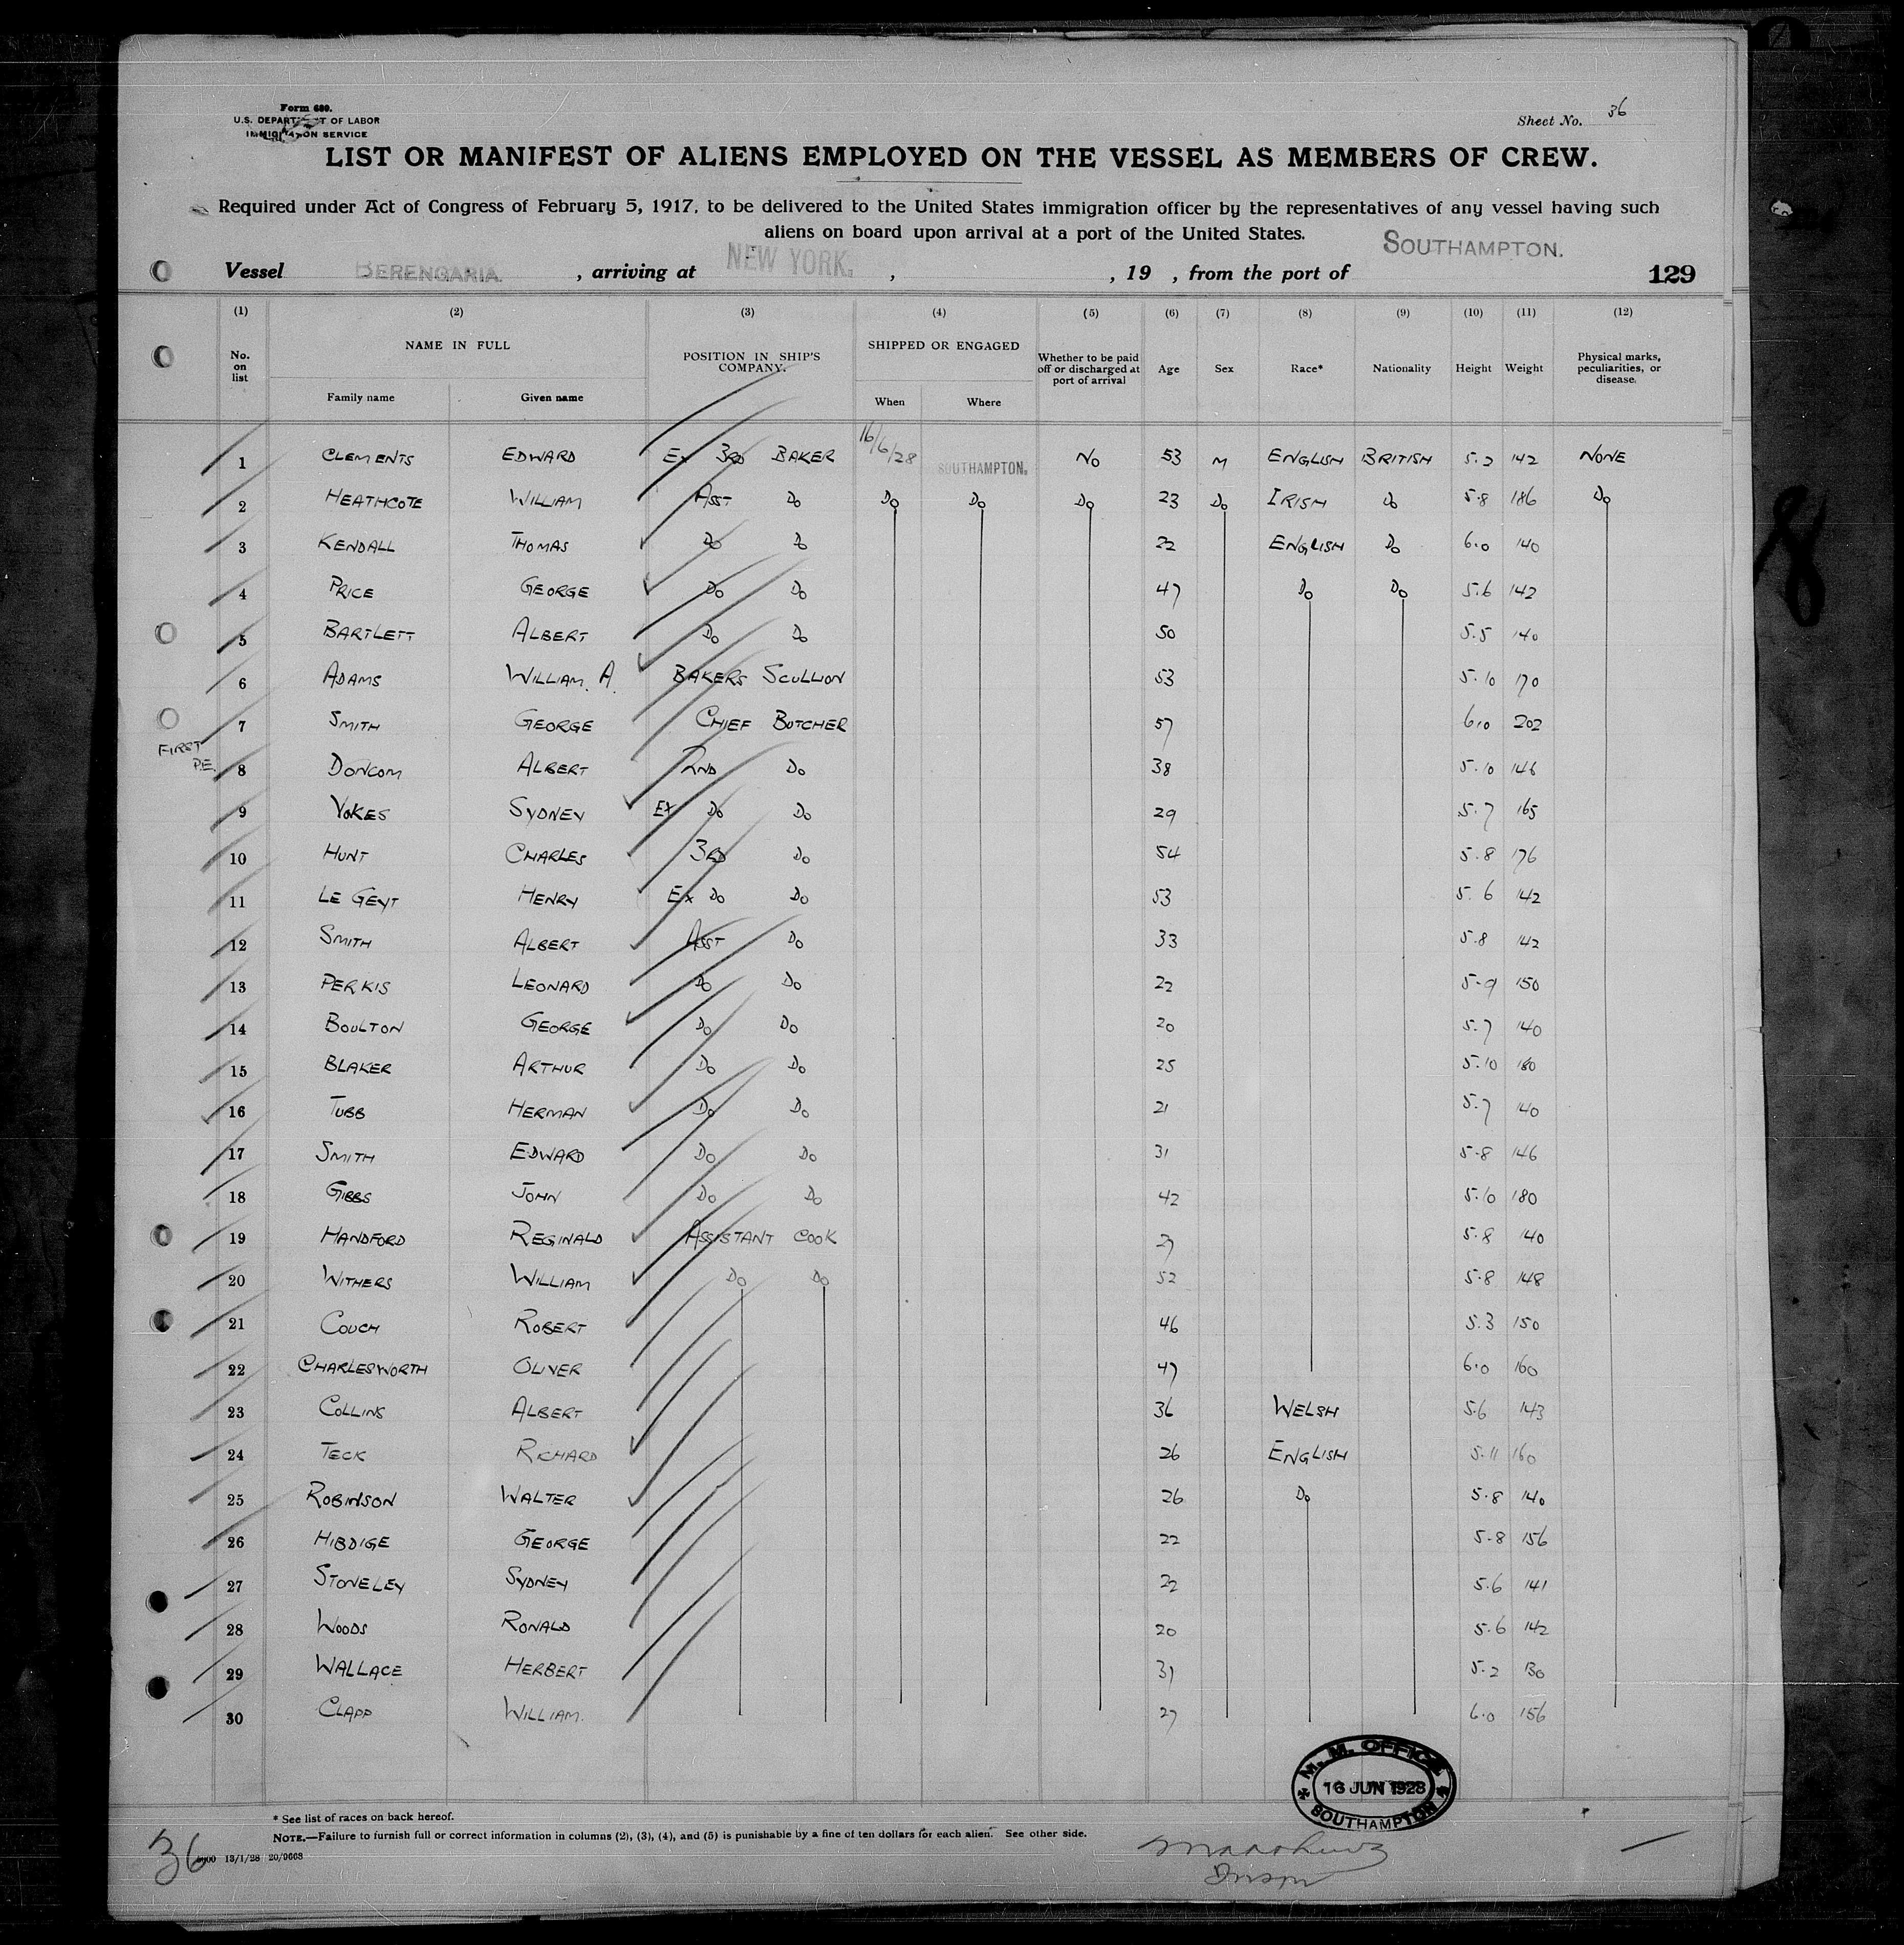 Form 680.
U.S. DEPARTMENT OF LABOR
IMMIGRATION SERVICE
Sheet No. 36
LIST OR MANIFEST OF ALIENS EMPLOYED ON THE VESSEL AS MEMBERS OF CREW.
Required under Act of Congress of February 5, 1917, to be delivered to the United States immigration officer by the representatives of any vessel having such
aliens on board upon arrival at a port of the United States.
Vessel BERENGARIA. , arriving at NEW YORK. , , 19 , from the port of SOUTHAMPTON. 129
(1) (2) (3) (4) (5) (6) (7) (8) (9) (10) (11) (12)
No. on list NAME IN FULL Family name Given name POSITION IN SHIP'S COMPANY. SHIPPED OR ENGAGED When Where Whether to be paid off or discharged at port of arrival Age Sex Race* Nationality Height Weight Physical marks, peculiarities, or disease.
1 CLEMENTS EDWARD EX 3RD BAKER 16/6/28 SOUTHAMPTON. NO 53 M ENGLISH BRITISH 5.2 142 NONE
2 HEATHCOTE WILLIAM ASST DO DO DO DO 23 DO IRISH DO 5.8 186 DO
3 KENDALL THOMAS DO DO 22 ENGLISH DO 6.0 140
4 PRICE GEORGE DO DO 47 DO DO 5.6 142
5 BARTLETT ALBERT DO DO 50 5.5 140
6 ADAMS WILLIAM. A. BAKERS SCULLION 53 5.10 170
7 SMITH GEORGE CHIEF BUTCHER 57 6.0 202
FIRST P.E.
8 DONCOM ALBERT 2ND DO 38 5.10 146
9 VOKES SYDNEY EX DO DO 29 5.7 165
10 HUNT CHARLES 3RD DO 54 5.8 176
11 LE GEYT HENRY EX DO DO 53 5.6 142
12 SMITH ALBERT ASST DO 33 5.8 142
13 PERKIS LEONARD DO DO 22 5.9 150
14 BOULTON GEORGE DO DO 20 5.7 140
15 BLAKER ARTHUR DO DO 25 5.10 180
16 TUBB HERMAN DO DO 21 5.7 140
17 SMITH EDWARD DO DO 31 5.8 146
18 GIBBS JOHN DO DO 42 5.10 180
19 HANDFORD REGINALD ASSISTANT COOK 27 5.8 140
20 WITHERS WILLIAM DO DO 52 5.8 148
21 COUCH ROBERT 46 5.3 150
22 CHARLESWORTH OLIVER 47 6.0 160
23 COLLINS ALBERT 36 WELSH 5.6 143
24 TECK RICHARD 26 ENGLISH 5.11 160
25 ROBINSON WALTER 26 DO 5.8 140
26 HIBDIGE GEORGE 22 5.8 156
27 STONELEY SYDNEY 22 5.6 141
28 WOODS RONALD 20 5.6 142
29 WALLACE HERBERT 31 5.2 130
30 CLAPP WILLIAM. 27 6.0 156
M. M. OFFICE
16 JUN 1928
SOUTHAMPTON
* See list of races on back hereof.
NOTE.—Failure to furnish full or correct information in columns (2), (3), (4), and (5) is punishable by a fine of ten dollars for each alien. See other side.
36 13/1/28 20/9668